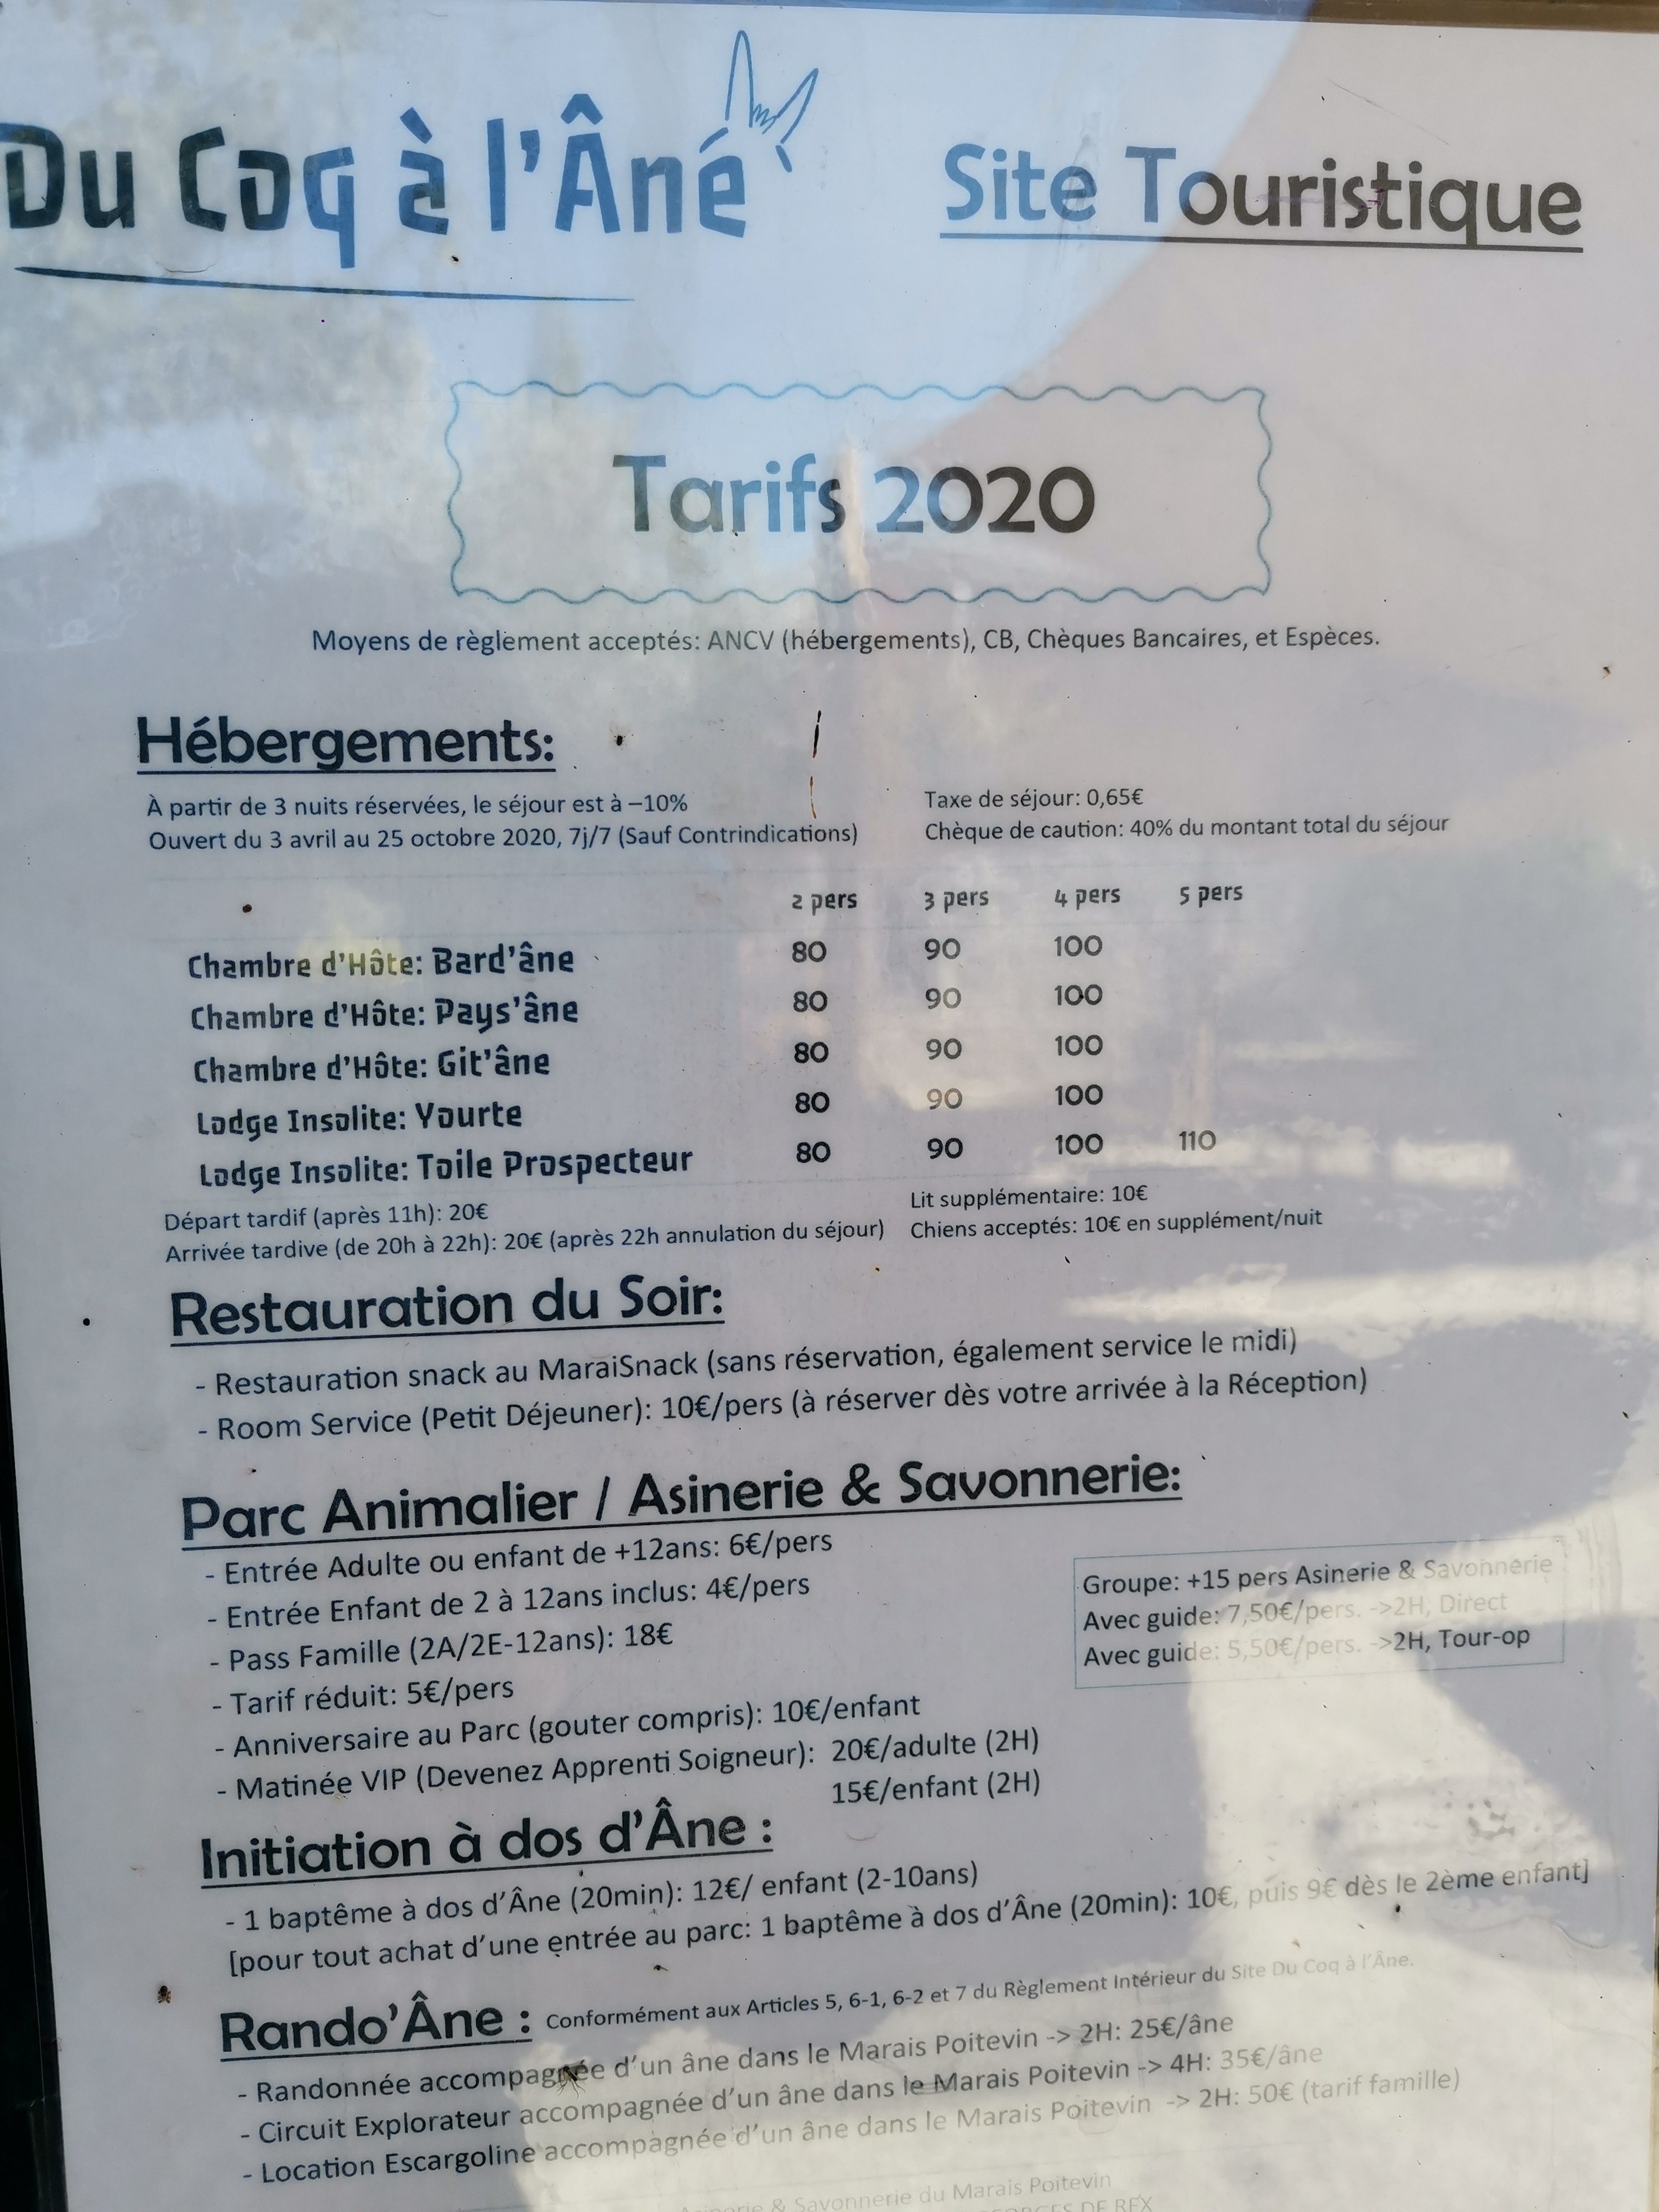 Du Coq à l'Âné
Site Touristique
Tarifs 2020
Moyens de règlement acceptés: ANCV (hébergements), CB, Chèques Bancaires, et Espèces.
Hébergements:
À partir de 3 nuits réservées, le séjour est à –10%
Ouvert du 3 avril au 25 octobre 2020, 7j/7 (Sauf Contrindications)
Taxe de séjour: 0,65€
Chèque de caution: 40% du montant total du séjour
2 pers 3 pers 4 pers 5 pers
Chambre d'Hôte: Bard'âne 80 90 100
Chambre d'Hôte: Pays'âne 80 90 100
Chambre d'Hôte: Git'âne 80 90 100
Lodge Insolite: Yourte 80 90 100
Lodge Insolite: Toile Prospecteur 80 90 100 110
Départ tardif (après 11h): 20€
Arrivée tardive (de 20h à 22h): 20€ (après 22h annulation du séjour)
Lit supplémentaire: 10€
Chiens acceptés: 10€ en supplément/nuit
Restauration du Soir:
- Restauration snack au MaraiSnack (sans réservation, également service le midi)
- Room Service (Petit Déjeuner): 10€/pers (à réserver dès votre arrivée à la Réception)
Parc Animalier / Asinerie & Savonnerie:
- Entrée Adulte ou enfant de +12ans: 6€/pers
- Entrée Enfant de 2 à 12ans inclus: 4€/pers
- Pass Famille (2A/2E-12ans): 18€
- Tarif réduit: 5€/pers
- Anniversaire au Parc (gouter compris): 10€/enfant
- Matinée VIP (Devenez Apprenti Soigneur): 20€/adulte (2H)
15€/enfant (2H)
Groupe: +15 pers Asinerie & Savonnerie
Avec guide: 7,50€/pers. ->2H, Direct
Avec guide: 5,50€/pers. ->2H, Tour-op
Initiation à dos d'Âne :
- 1 baptême à dos d'Âne (20min): 12€/ enfant (2-10ans)
[pour tout achat d'une entrée au parc: 1 baptême à dos d'Âne (20min): 10€, puis 9€ dès le 2ème enfant]
Rando'Âne : Conformément aux Articles 5, 6-1, 6-2 et 7 du Règlement Intérieur du Site Du Coq à l'Âne.
- Randonnée accompagnée d'un âne dans le Marais Poitevin -> 2H: 25€/âne
- Circuit Explorateur accompagnée d'un âne dans le Marais Poitevin -> 4H: 35€/âne
- Location Escargoline accompagnée d'un âne dans le Marais Poitevin -> 2H: 50€ (tarif famille)
& Savonnerie du Marais Poitevin
DE REX